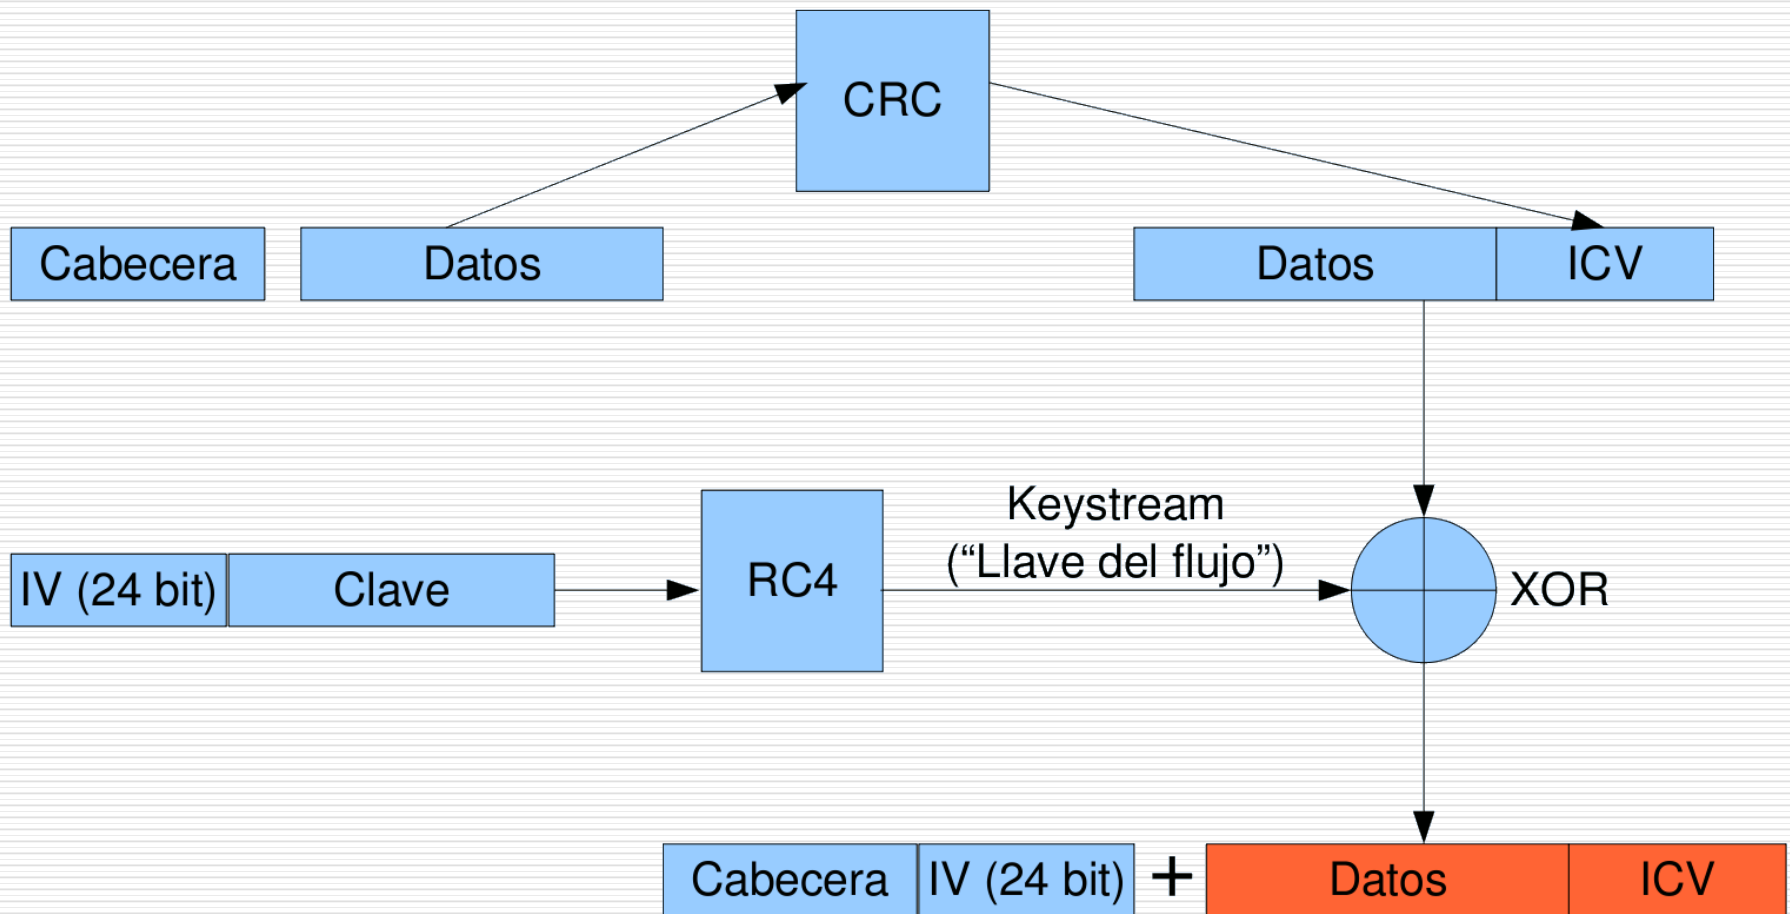 CRC
Cabecera
Datos
Datos
ICV
Keystream
(“Llave del flujo”)
IV (24 bit)
Clave
RC4
XOR
Cabecera
IV (24 bit)
+
Datos
ICV